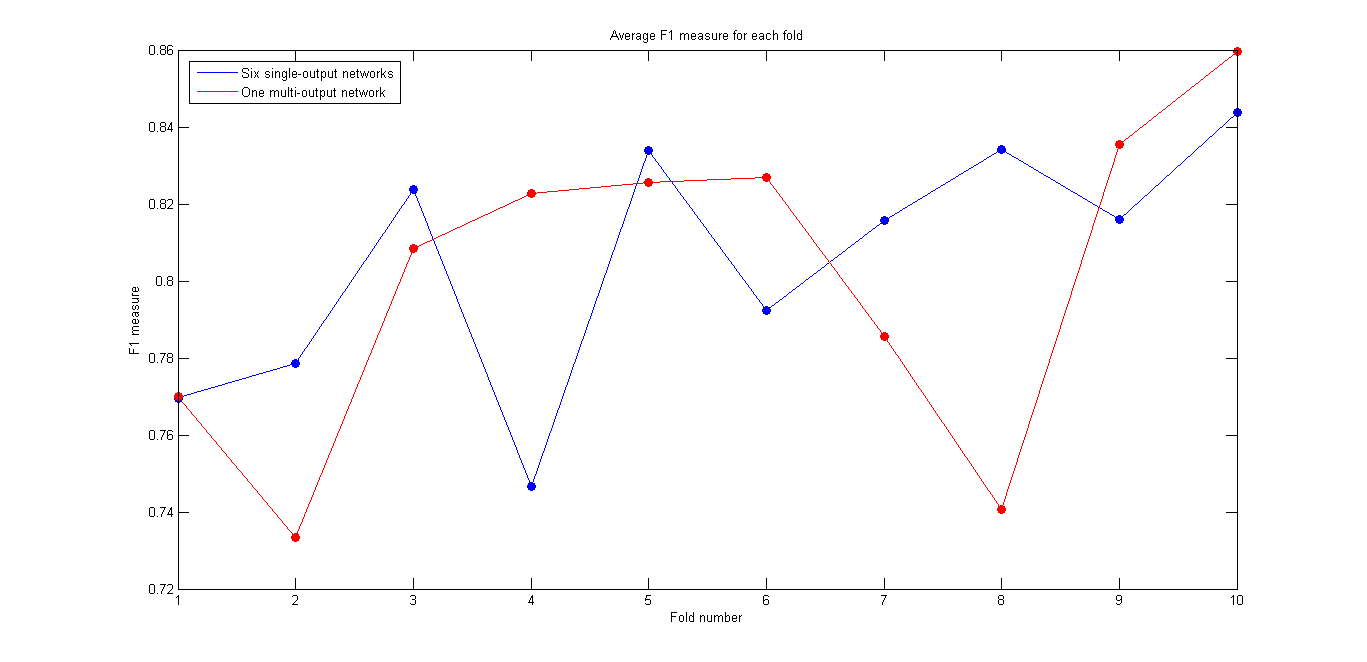 Average F1 measure for each fold
Six single-output networks
One multi-output network
0.86
0.84
0.82
0.8
0.78
0.76
0.74
0.72
F1 measure
1 2 3 4 5 6 7 8 9 10
Fold number